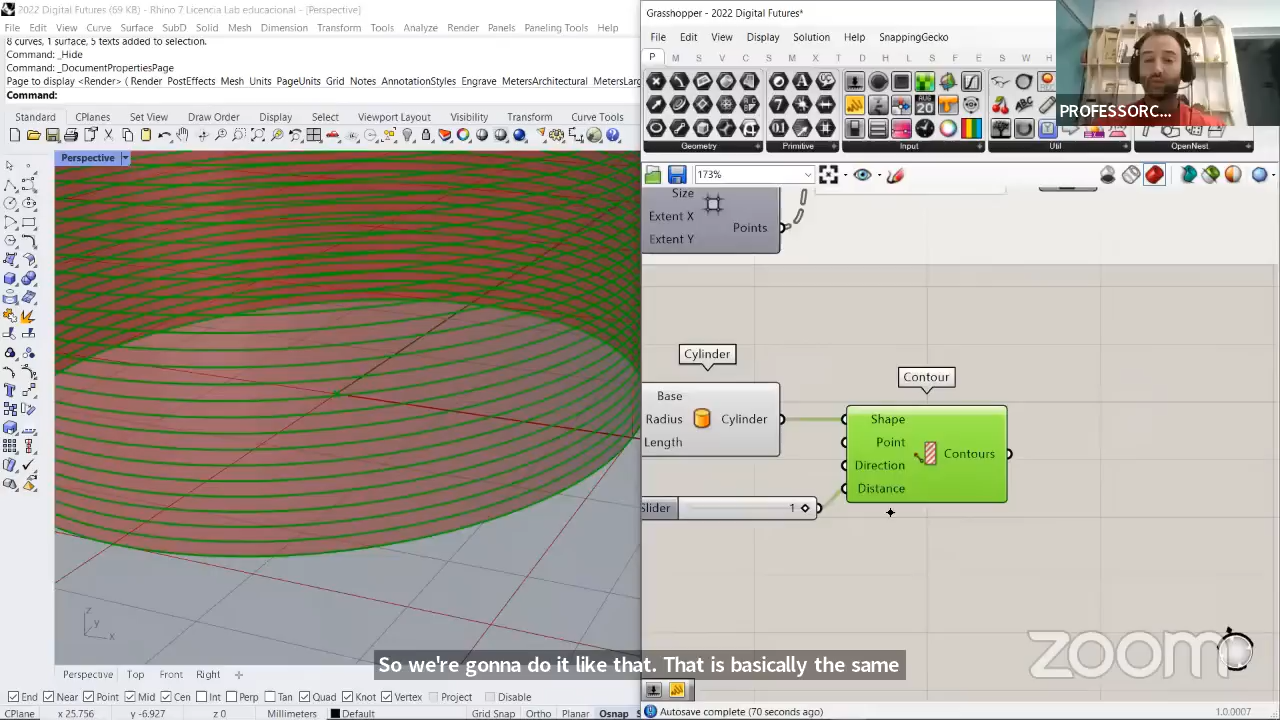 2022 Digital Futures (69 KB) - Rhino 7 Licencia Lab educacional - [Perspective]
File Edit View Curve Surface SubD Solid Mesh Dimension Transform Tools Analyze Render Panels Paneling Tools Help
8 curves, 1 surface, 5 texts added to selection.
Command: _Hide
Command: _DocumentPropertiesPage
Page to display <Render> ( Render PostEffects Mesh Units PageUnits Grid Notes AnnotationStyles Engrave MetersArchitectural MetersLarg
Command:
Standard CPlanes Set View Display Select Viewport Layout Visibility Transform Curve Tools
Perspective
z
y
x
Perspective Top Front Right
End Near Point Mid Cen Int Perp Tan Quad Knot Vertex Project Disable
CPlane x 25.756 y -6.927 z 0 Millimeters Default Grid Snap Ortho Planar Osnap S
Grasshopper - 2022 Digital Futures*
File Edit View Display Solution Help SnappingGecko
P M S V C S M I T D W L K F E S H
Geometry Primitive Input Util OpenNest
PROFESSORC...
173%
Size
Extent X
Points
Extent Y
Cylinder
Contour
Base
Radius
Cylinder
Length
Shape
Point
Contours
Direction
Distance
Slider
1
So we're gonna do it like that. That is basically the same
zoom
Autosave complete (70 seconds ago)
1.0.0007